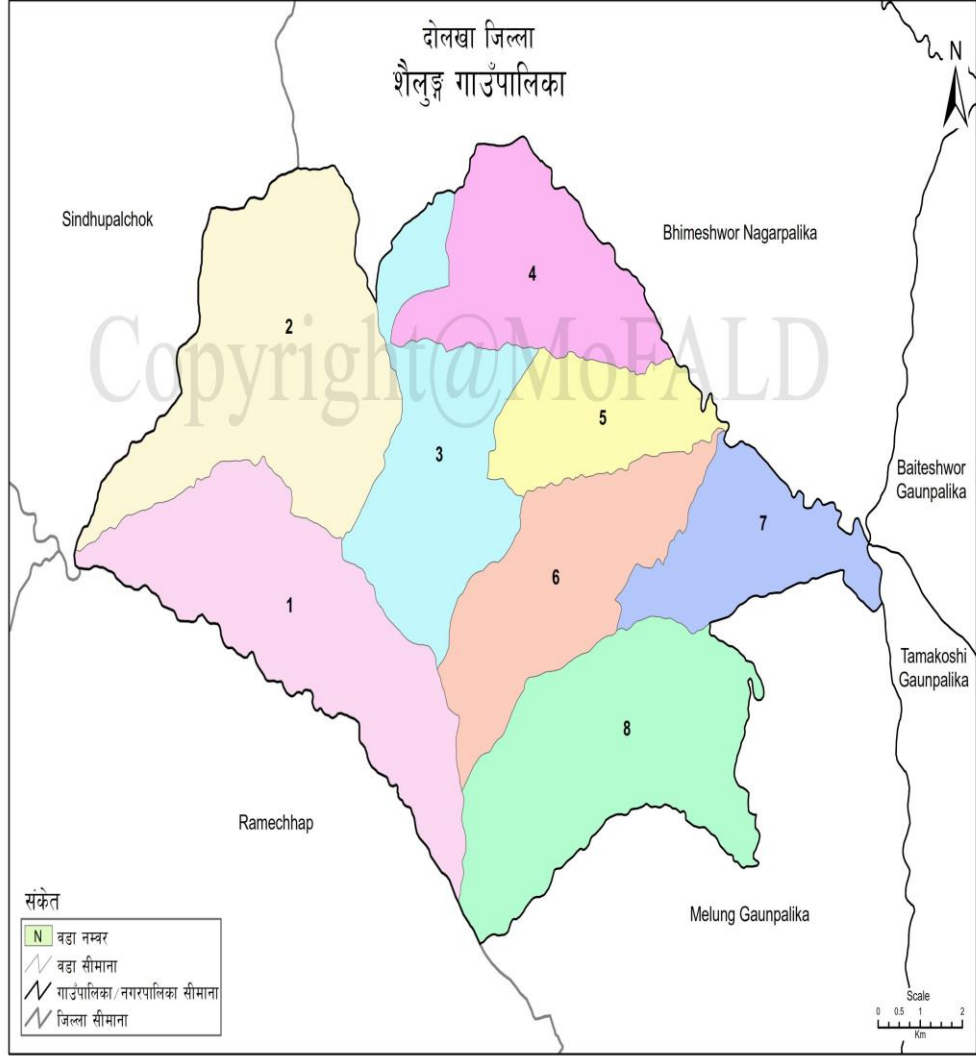 दोलखा जिल्ला
शैलुङ्ग गाउँपालिका
N
Sindhupalchok
Bhimeshwor Nagarpalika
4
2
Copyright@MoFALD
5
3
Baiteshwor
Gaunpalika
7
6
1
Tamakoshi
Gaunpalika
8
Ramechhap
Melung Gaunpalika
संकेत
N वडा नम्बर
वडा सीमाना
गाउँपालिका/नगरपालिका सीमाना
जिल्ला सीमाना
Scale
0 0.5 1 2
Km